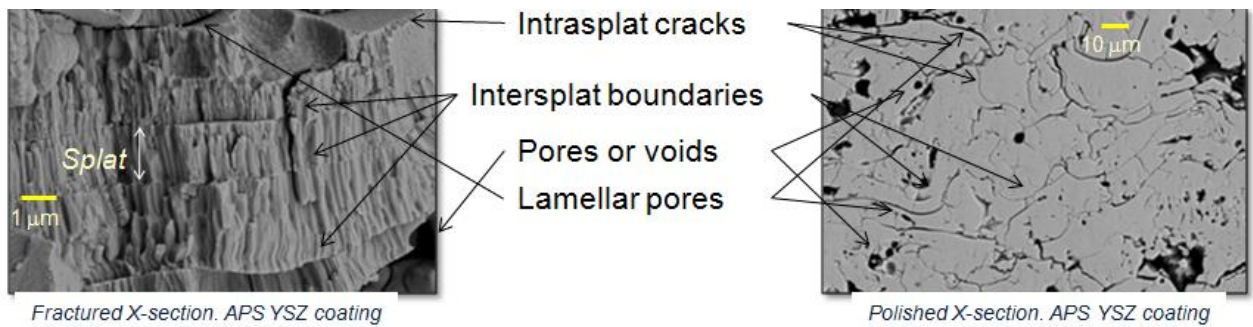 Intrasplat cracks
10 μm
Intersplat boundaries
Splat
Pores or voids
Lamellar pores
1 μm
Fractured X-section. APS YSZ coating
Polished X-section. APS YSZ coating